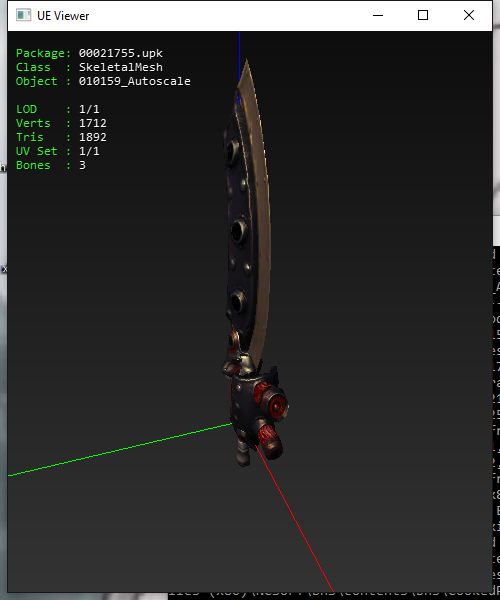 UE Viewer
Package: 00021755.upk
Class : SkeletalMesh
Object : 010159_Autoscale
LOD : 1/1
Verts : 1712
Tris : 1892
UV Set : 1/1
Bones : 3